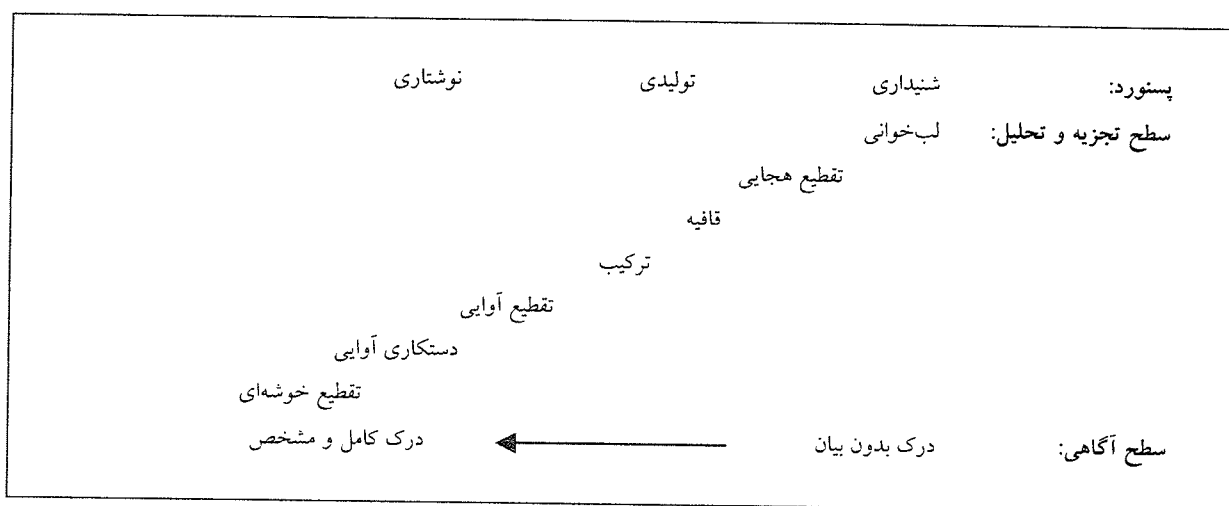 پسنورد: شنیداری تولیدی نوشتاری
سطح تجزیه و تحلیل: لب‌خوانی
تقطیع هجایی
قافیه
ترکیب
تقطیع آوایی
دستکاری آوایی
تقطیع خوشه‌ای
سطح آگاهی: درک بدون بیان درک کامل و مشخص